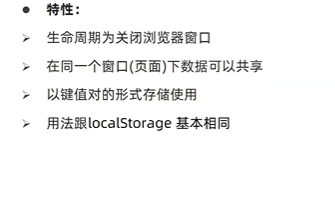 ● 特性：
➢ 生命周期为关闭浏览器窗口
➢ 在同一个窗口(页面)下数据可以共享
➢ 以键值对的形式存储使用
➢ 用法跟localStorage 基本相同